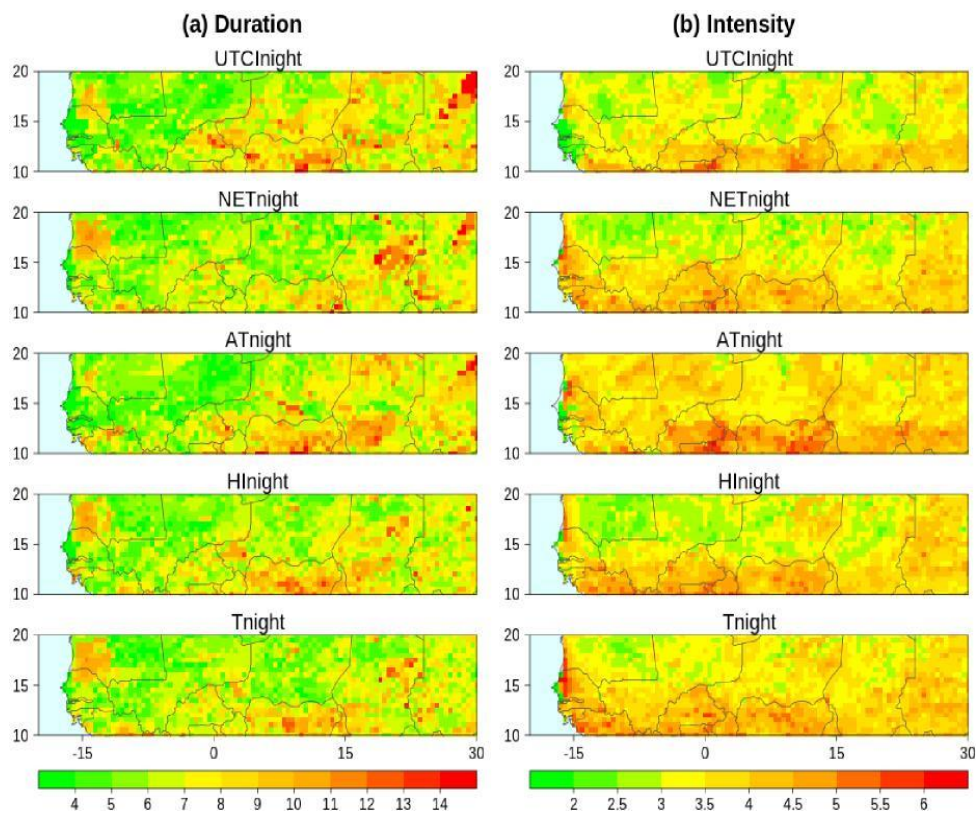 (a) Duration (b) Intensity
UTCInight UTCInight
20 20
15 15
10 10
NETnight NETnight
20 20
15 15
10 10
ATnight ATnight
20 20
15 15
10 10
HInight HInight
20 20
15 15
10 10
Tnight Tnight
20 20
15 15
10 10
-15 0 15 30 -15 0 15 30
4 5 6 7 8 9 10 11 12 13 14 2 2.5 3 3.5 4 4.5 5 5.5 6